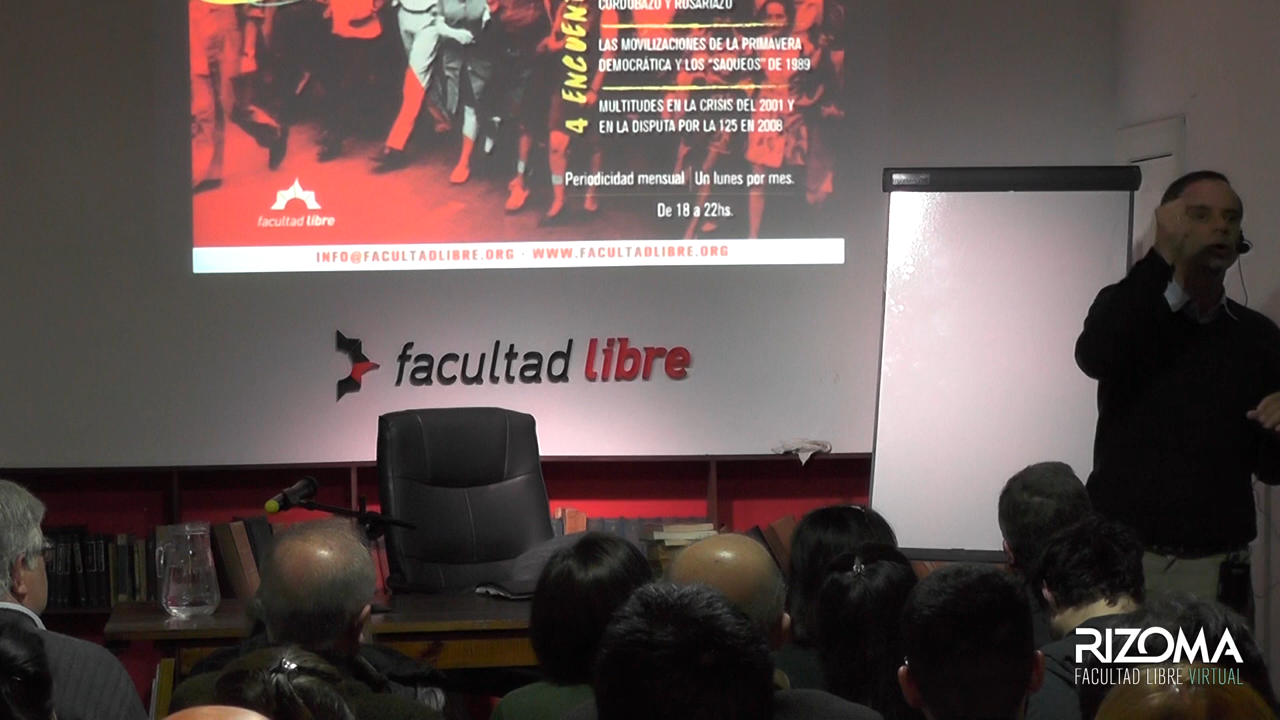 CORDOBAZO Y ROSARIAZO
LAS MOVILIZACIONES DE LA PRIMAVERA
DEMOCRÁTICA Y LOS "SAQUEOS" DE 1989
MULTITUDES EN LA CRISIS DEL 2001 Y
EN LA DISPUTA POR LA 125 EN 2008
4 ENCUENT
Periodicidad mensual | Un lunes por mes.
De 18 a 22hs.
facultad libre
INFO@FACULTADLIBRE.ORG - WWW.FACULTADLIBRE.ORG
facultad libre
RIZOMA
FACULTAD LIBRE VIRTUAL